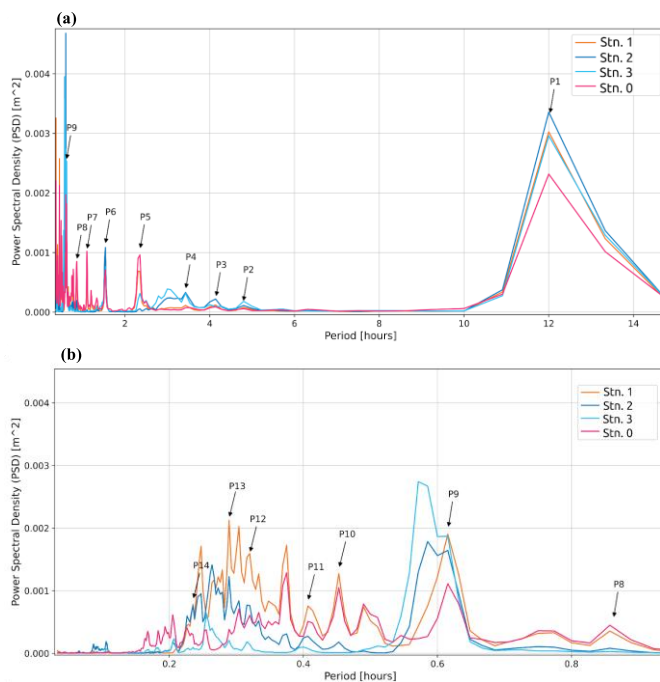 (a)
Power Spectral Density (PSD) [m^2]
0.004
0.003
0.002
0.001
0.000
P9
P8
P7
P6
P5
P4
P3
P2
P1
Stn. 1
Stn. 2
Stn. 3
Stn. 0
2
4
6
8
10
12
14
Period [hours]
(b)
Power Spectral Density (PSD) [m^2]
0.004
0.003
0.002
0.001
0.000
P14
P13
P12
P11
P10
P9
P8
Stn. 1
Stn. 2
Stn. 3
Stn. 0
0.2
0.4
0.6
0.8
Period [hours]